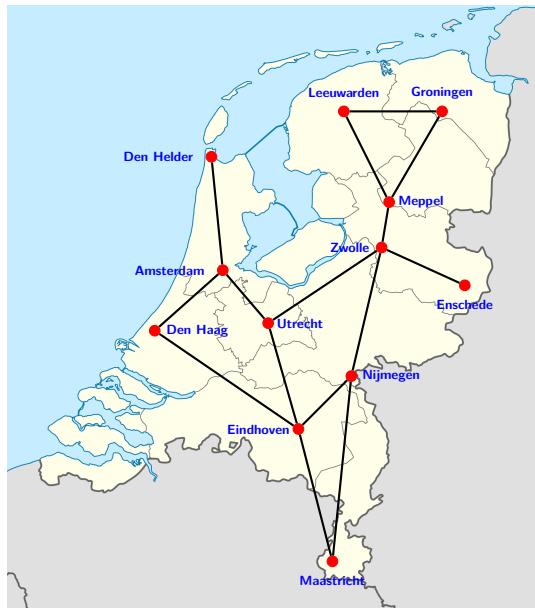 Leeuwarden
Groningen
Den Helder
Meppel
Zwolle
Amsterdam
Enschede
Utrecht
Den Haag
Nijmegen
Eindhoven
Maastricht